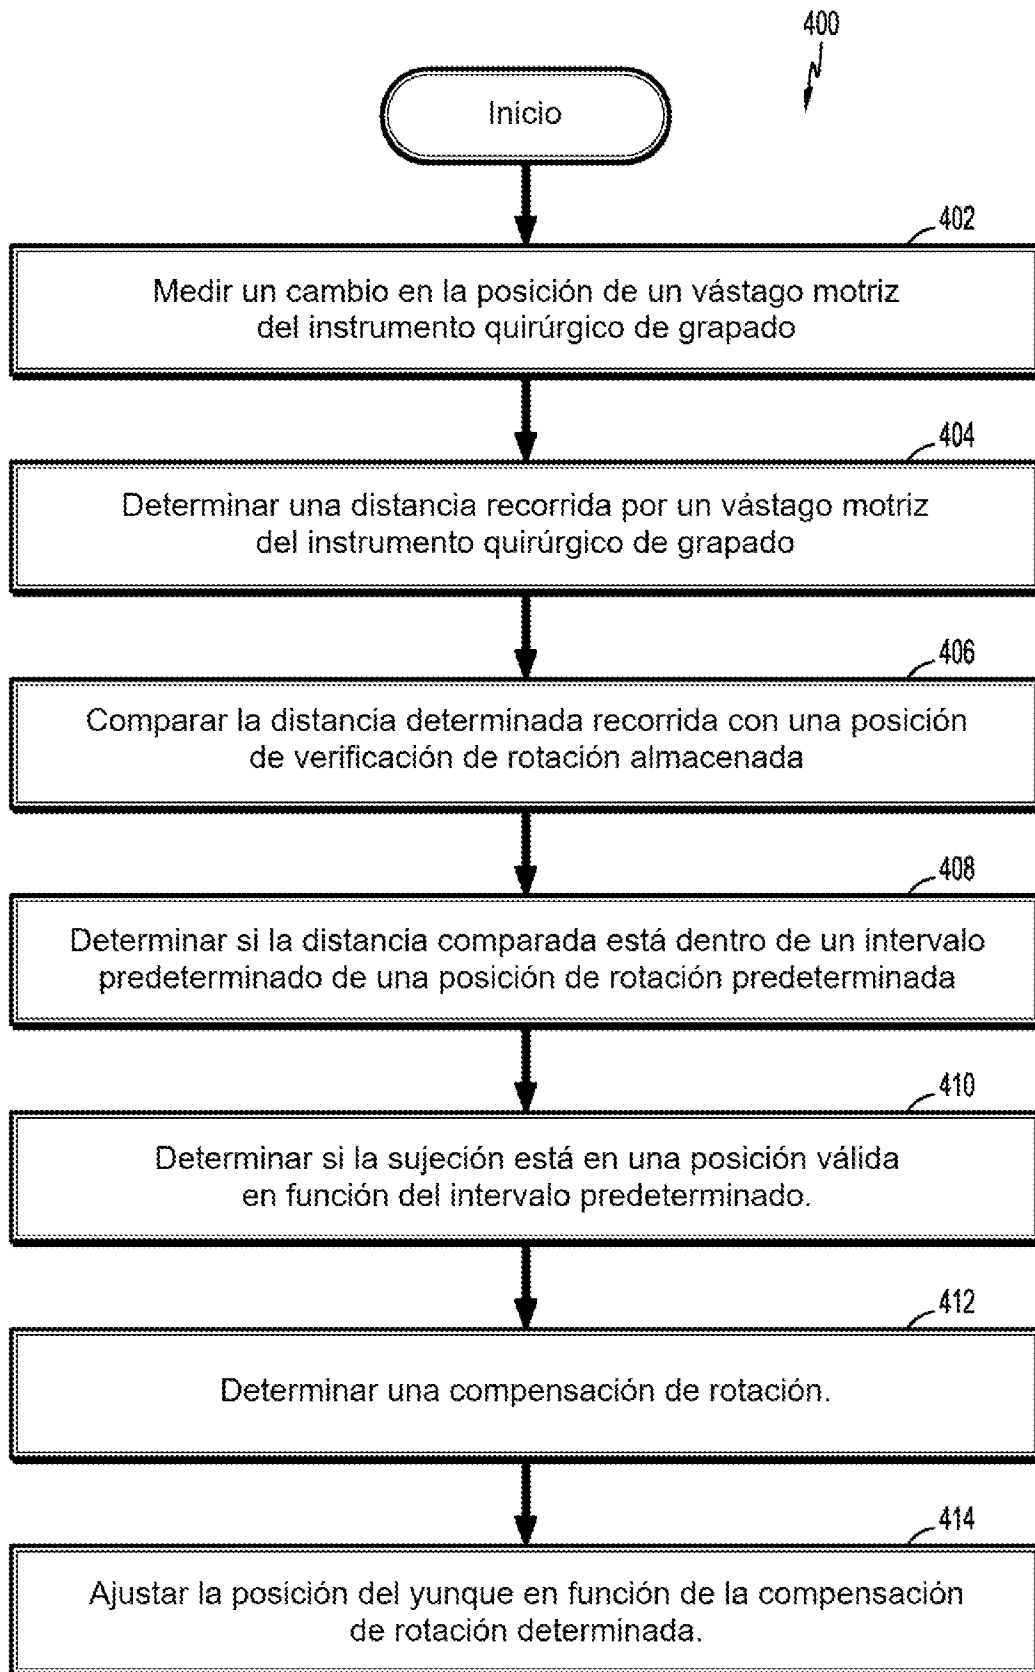 400
Inicio
402
Medir un cambio en la posición de un vástago motriz
del instrumento quirúrgico de grapado
404
Determinar una distancia recorrida por un vástago motriz
del instrumento quirúrgico de grapado
406
Comparar la distancia determinada recorrida con una posición
de verificación de rotación almacenada
408
Determinar si la distancia comparada está dentro de un intervalo
predeterminado de una posición de rotación predeterminada
410
Determinar si la sujeción está en una posición válida
en función del intervalo predeterminado.
412
Determinar una compensación de rotación.
414
Ajustar la posición del yunque en función de la compensación
de rotación determinada.